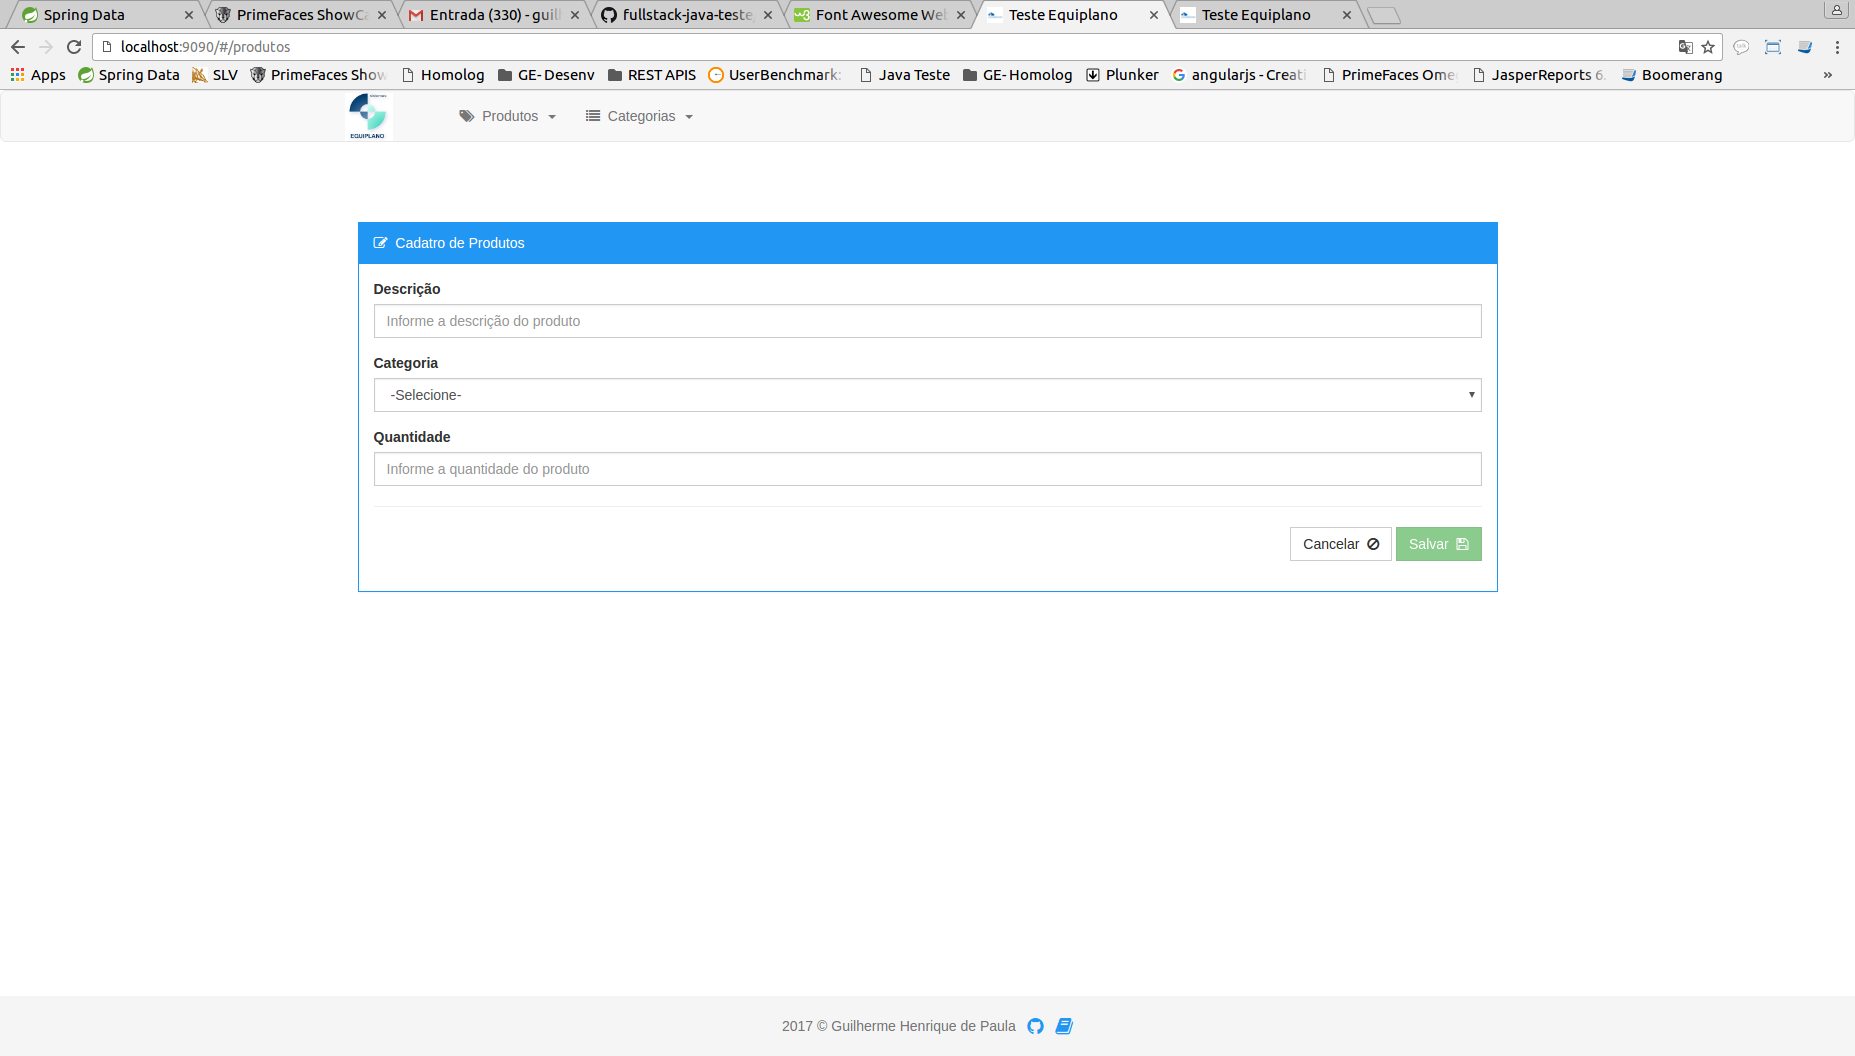 Spring Data
PrimeFaces ShowCa
Entrada (330) - guil
fullstack-java-teste
Font Awesome We
Teste Equiplano
Teste Equiplano
localhost:9090/#/produtos
Apps
Spring Data
SLV
PrimeFaces Show
Homolog
GE-Desenv
REST APIS
UserBenchmark:
Java Teste
GE-Homolog
Plunker
angularjs - Creati
PrimeFaces Ome
JasperReports 6.
Boomerang
»
EQUIPLANO
Produtos
Categorias
Cadatro de Produtos
Descrição
Informe a descrição do produto
Categoria
-Selecione-
Quantidade
Informe a quantidade do produto
Cancelar
Salvar
2017 © Guilherme Henrique de Paula